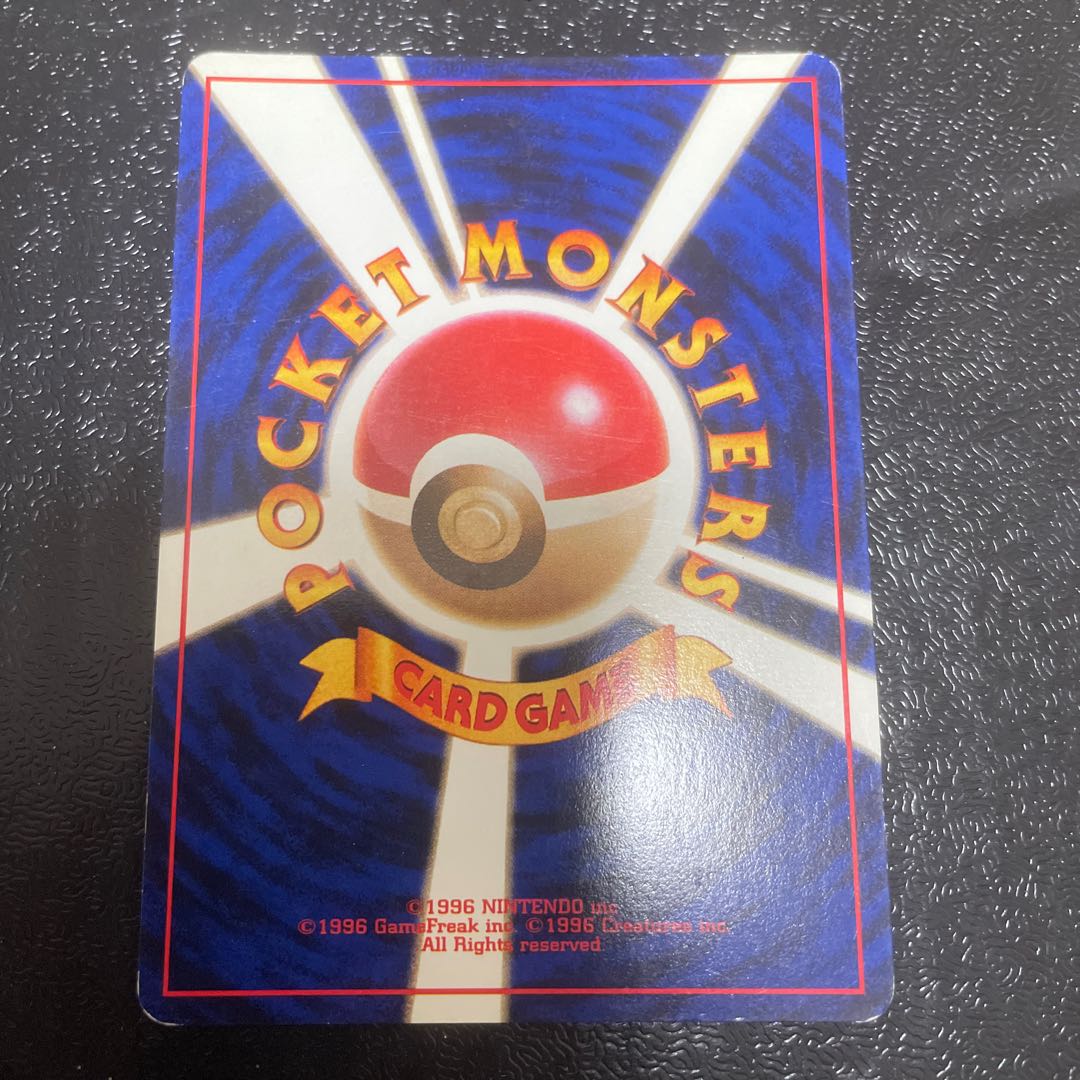 POCKET MONSTERS
CARD GAME
©1996 NINTENDO inc.
©1996 GameFreak inc. ©1996 Creatures inc.
All Rights reserved.